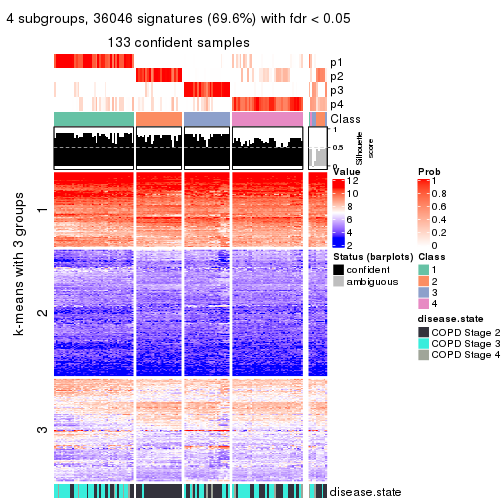 4 subgroups, 36046 signatures (69.6%) with fdr < 0.05
133 confident samples
p1
p2
p3
p4
Class
1
0.5
0
Silhouette
score
k-means with 3 groups
1
2
3
disease.state
Value
12
10
8
6
4
2
Status (barplots)
confident
ambiguous
Prob
1
0.8
0.6
0.4
0.2
0
Class
1
2
3
4
disease.state
COPD Stage 2
COPD Stage 3
COPD Stage 4